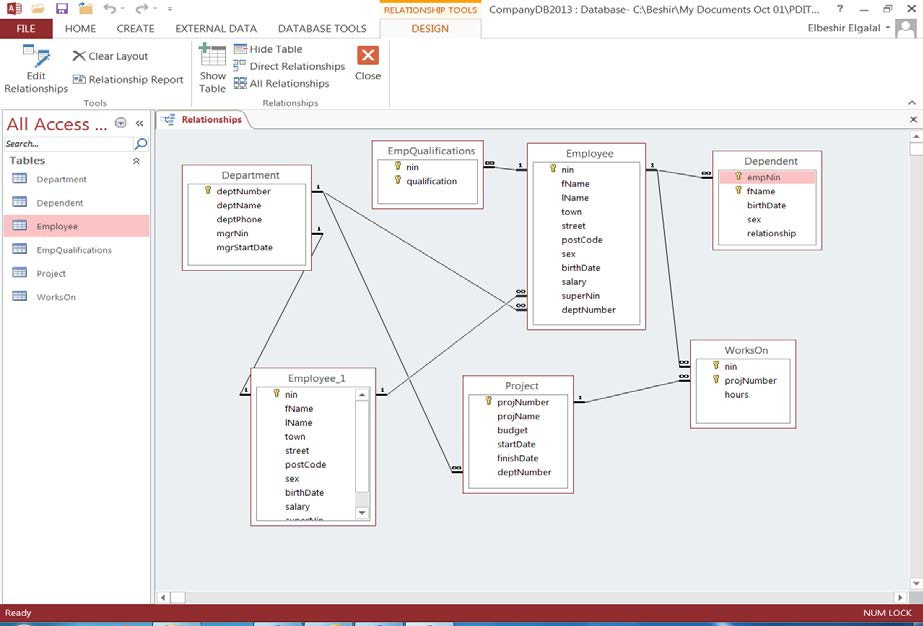 RELATIONSHIP TOOLS
CompanyDB2013 : Database- C:\Beshir\My Documents Oct 01\PDIT...
?
FILE
HOME
CREATE
EXTERNAL DATA
DATABASE TOOLS
DESIGN
Elbeshir Elgalal
Edit
Relationships
Clear Layout
Relationship Report
Tools
Show
Table
Hide Table
Direct Relationships
All Relationships
Relationships
Close
All Access ...
Search...
Tables
Department
Dependent
Employee
EmpQualifications
Project
WorksOn
Relationships
Department
deptNumber
deptName
deptPhone
mgrNin
mgrStartDate
EmpQualifications
nin
qualification
Employee
nin
fName
lName
town
street
postCode
sex
birthDate
salary
superNin
deptNumber
Dependent
empNin
fName
birthDate
sex
relationship
Employee_1
nin
fName
lName
town
street
postCode
sex
birthDate
salary
superNin
Project
projNumber
projName
budget
startDate
finishDate
deptNumber
WorksOn
nin
projNumber
hours
1
1
1
1
∞
1
1
∞
∞
∞
∞
1
∞
∞
1
Ready
NUM LOCK